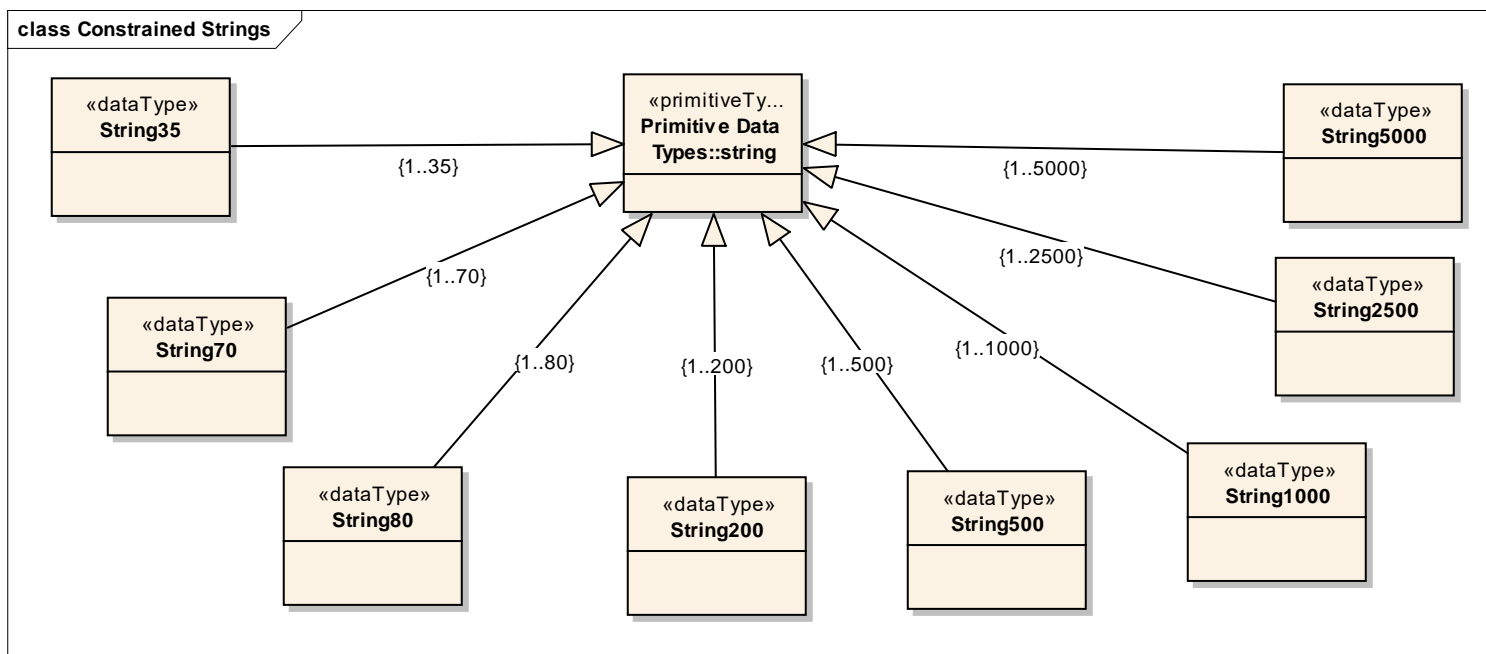 class Constrained Strings
«dataType»
String35
«primitiveTy...
Primitive Data
Types::string
«dataType»
String5000
{1..35}
{1..5000}
{1..70}
{1..2500}
«dataType»
String70
«dataType»
String2500
{1..80}
{1..200}
{1..500}
{1..1000}
«dataType»
String80
«dataType»
String200
«dataType»
String500
«dataType»
String1000